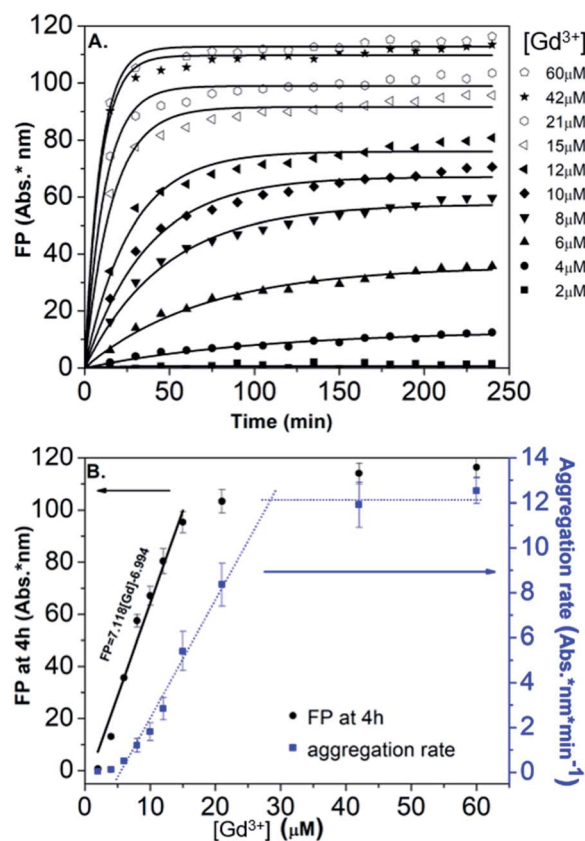 A.
[Gd³⁺]
60μM
42μM
21μM
15μM
12μM
10μM
8μM
6μM
4μM
2μM
FP (Abs.* nm)
120
100
80
60
40
20
0
0 50 100 150 200 250
Time (min)
B.
FP at 4h (Abs.*nm)
120
100
80
60
40
20
0
FP=7.118[Gd]-6.994
FP at 4h
aggregation rate
14
12
10
8
6
4
2
0
Aggregation rate (Abs.*nm*min⁻¹)
0 10 20 30 40 50 60
[Gd³⁺] (μM)